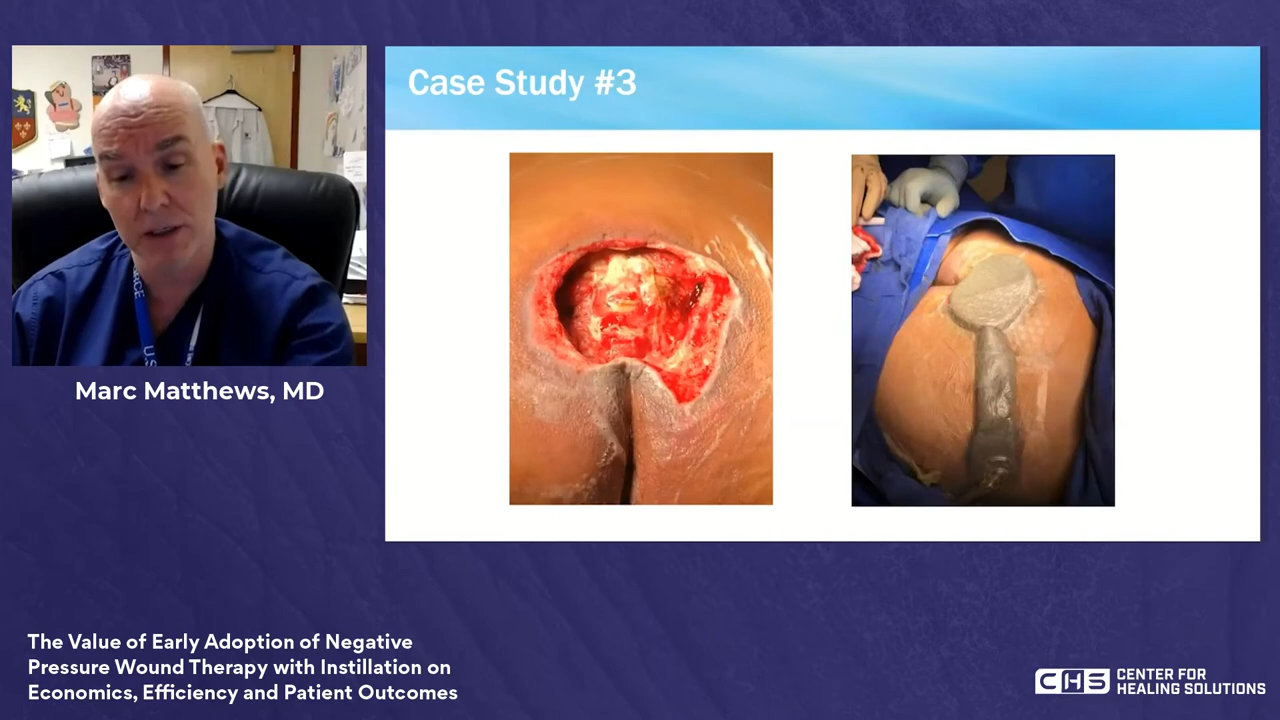 Case Study #3
Marc Matthews, MD
The Value of Early Adoption of Negative
Pressure Wound Therapy with Instillation on
Economics, Efficiency and Patient Outcomes
CHS
CENTER FOR
HEALING SOLUTIONS